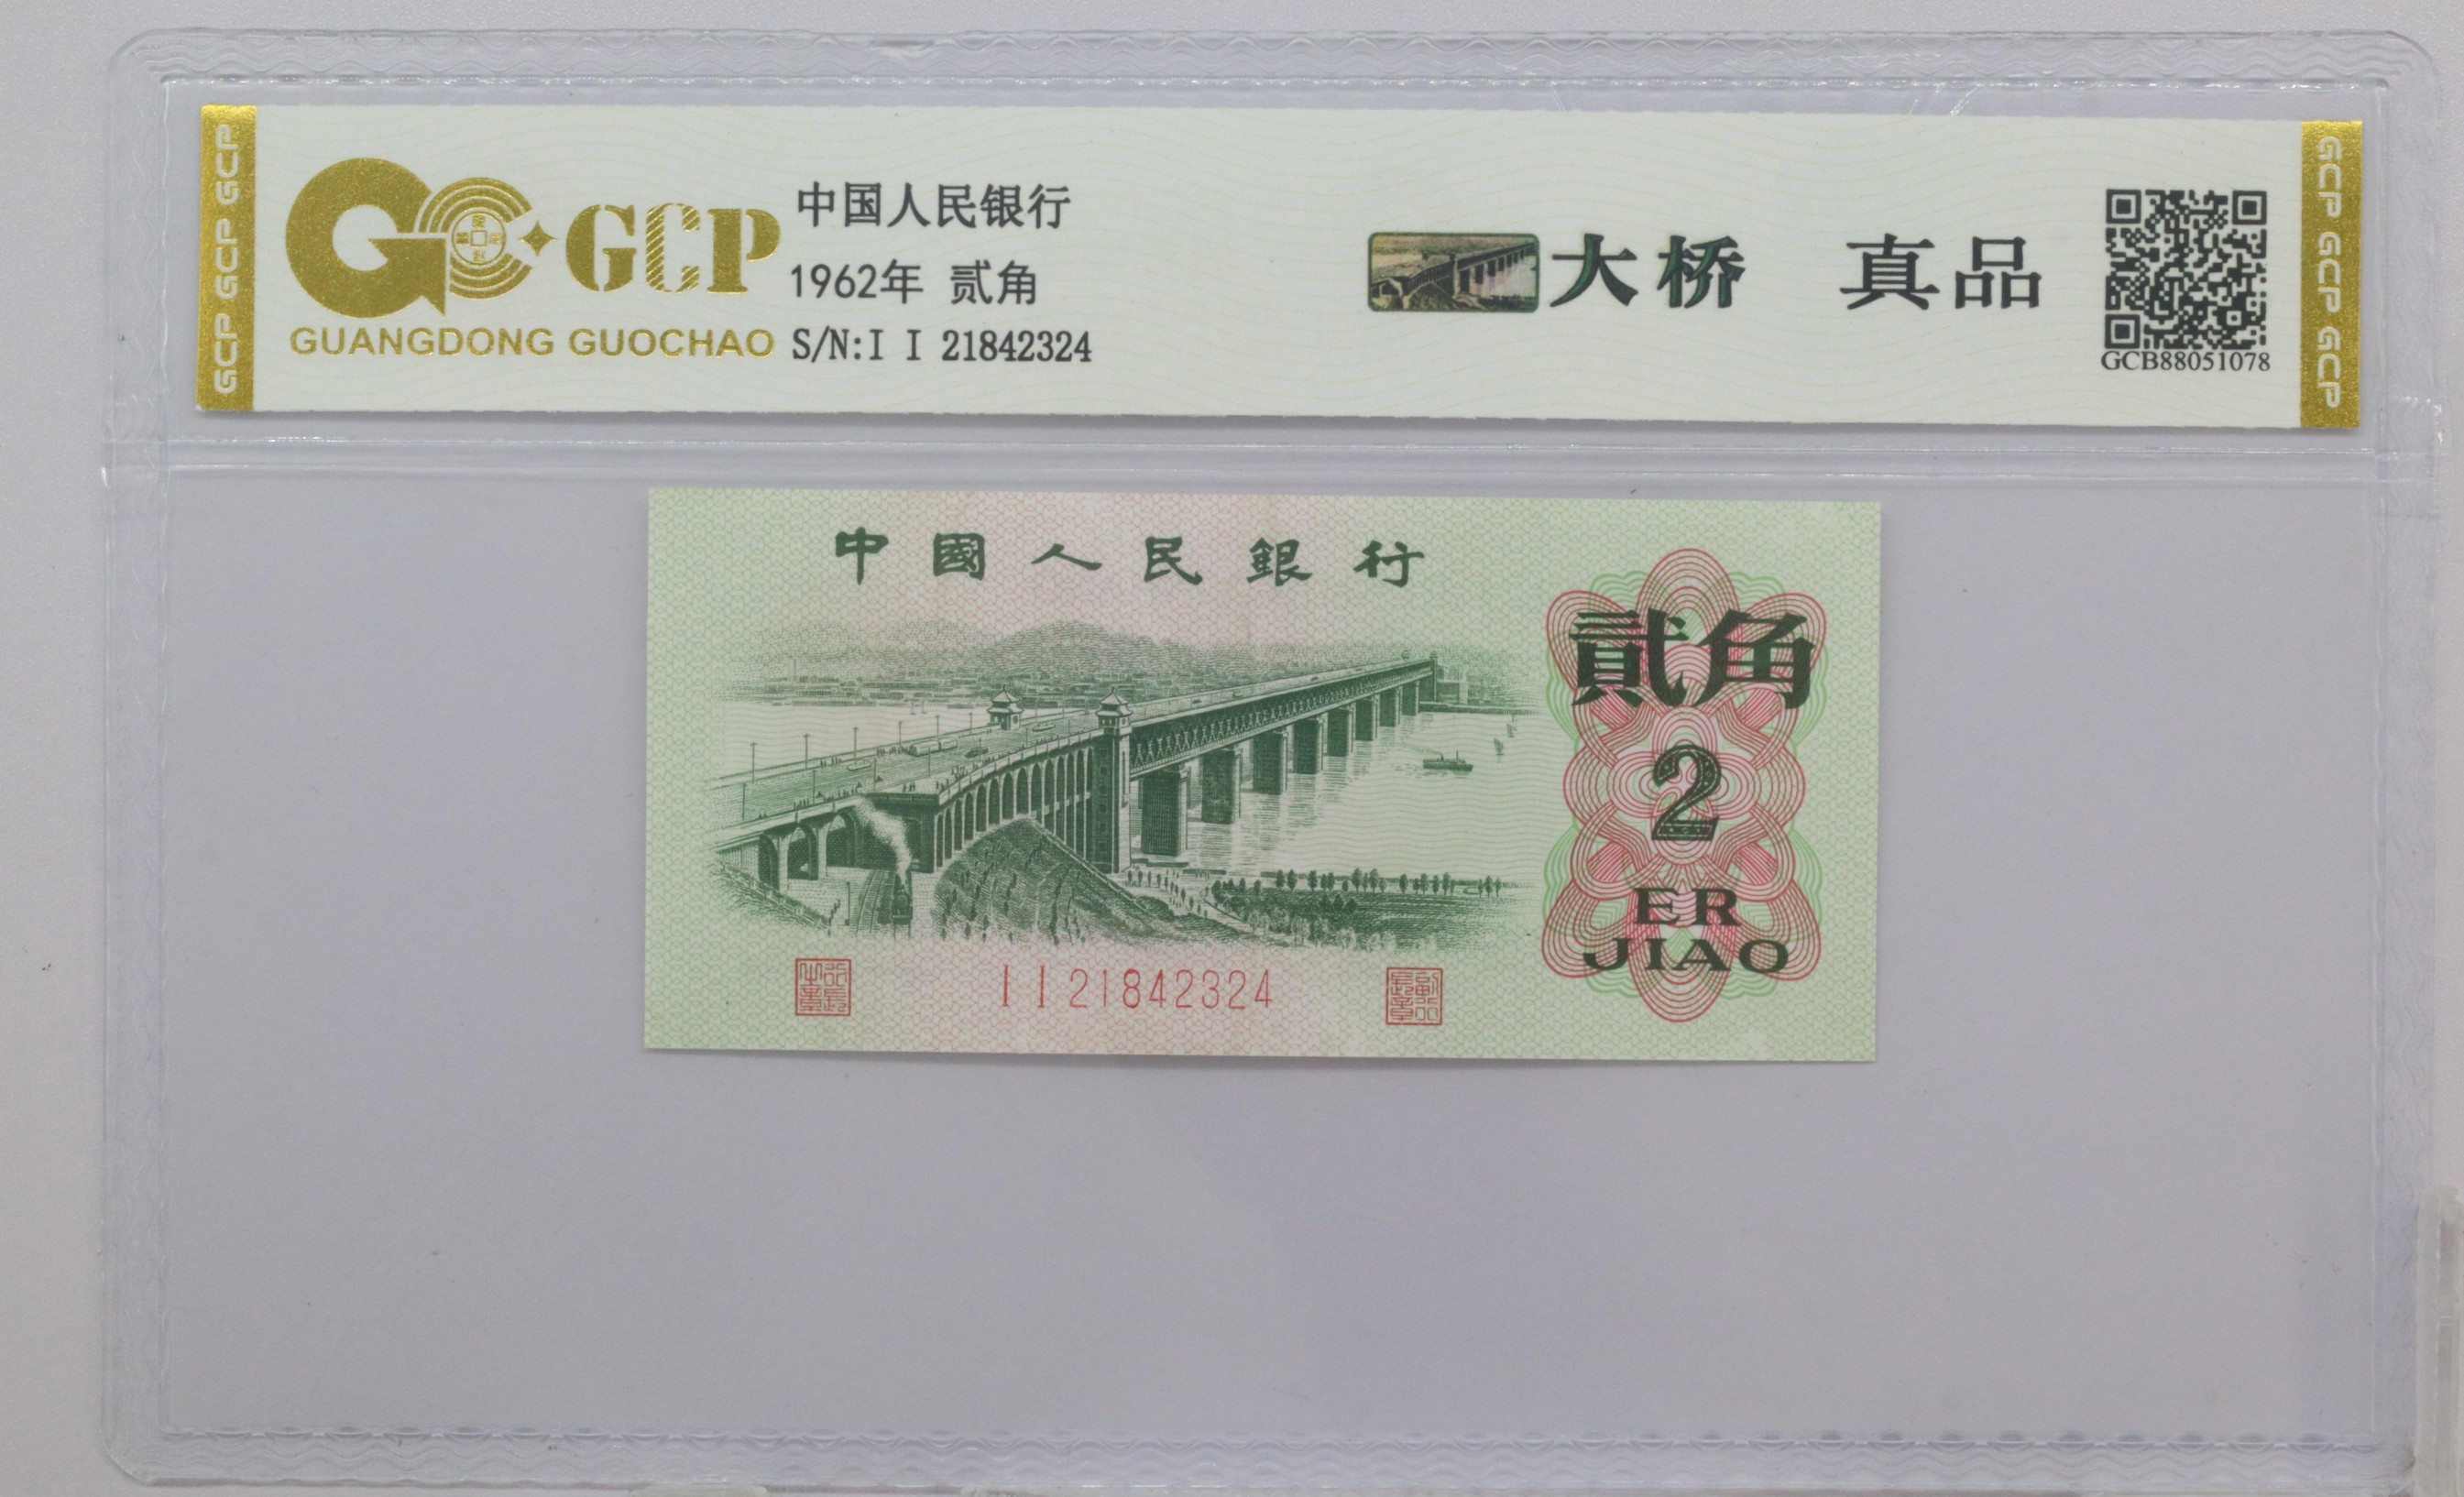 GCP GCP GCP
GCP
GUANGDONG GUOCHAO
中国人民银行
1962年 贰角
S/N:I I 21842324
大桥 真品
GCB88051078
GCP GCP GCP
中國人民銀行
貳角
2
ER
JIAO
I I 21842324